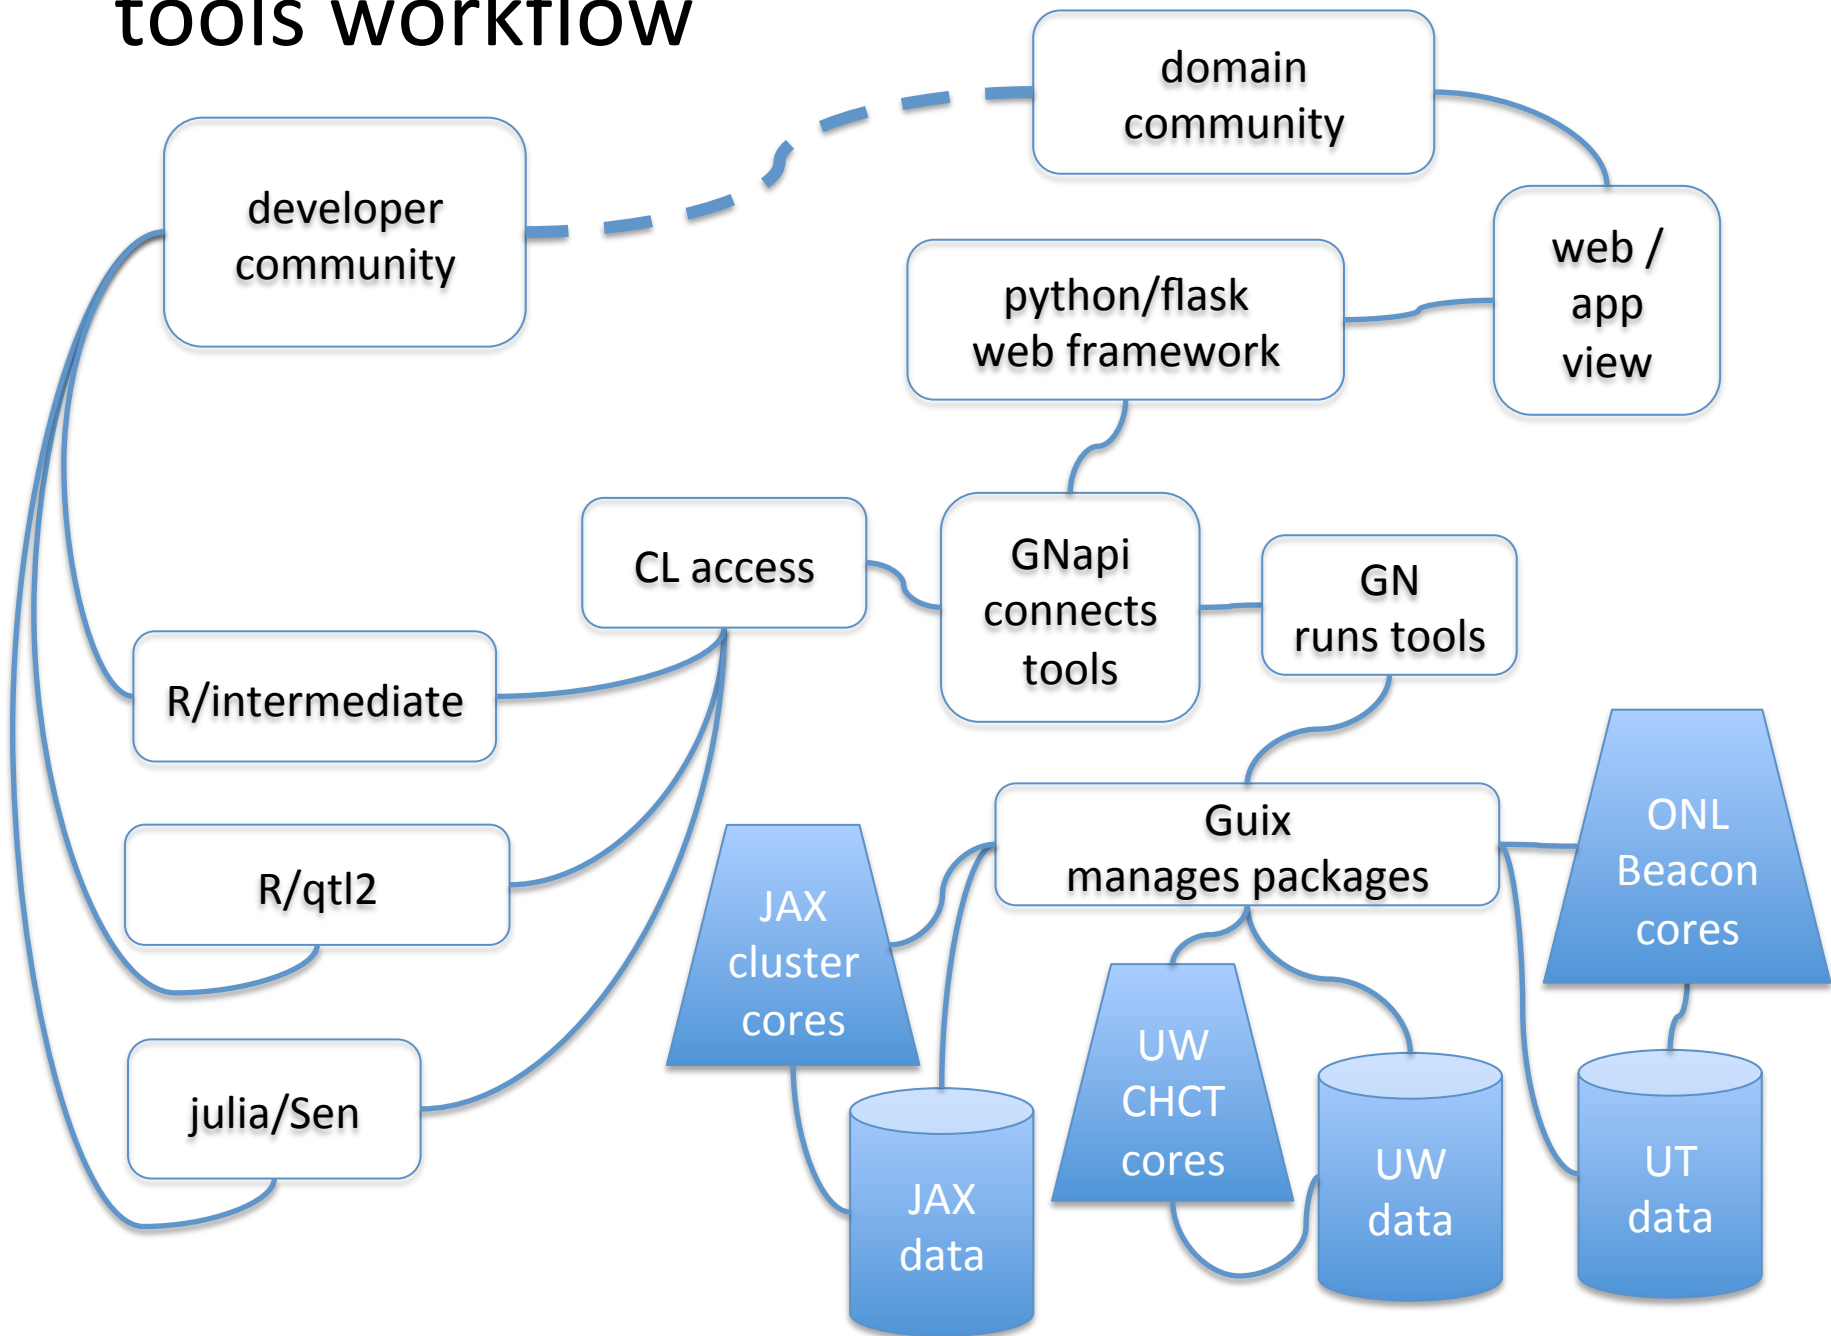 tools workflow
domain
community
developer
community
web /
app
view
python/flask
web framework
CL access
GNapi
connects
tools
GN
runs tools
R/intermediate
Guix
manages packages
ONL
Beacon
cores
R/qtl2
JAX
cluster
cores
UW
CHCT
cores
julia/Sen
JAX
data
UW
data
UT
data